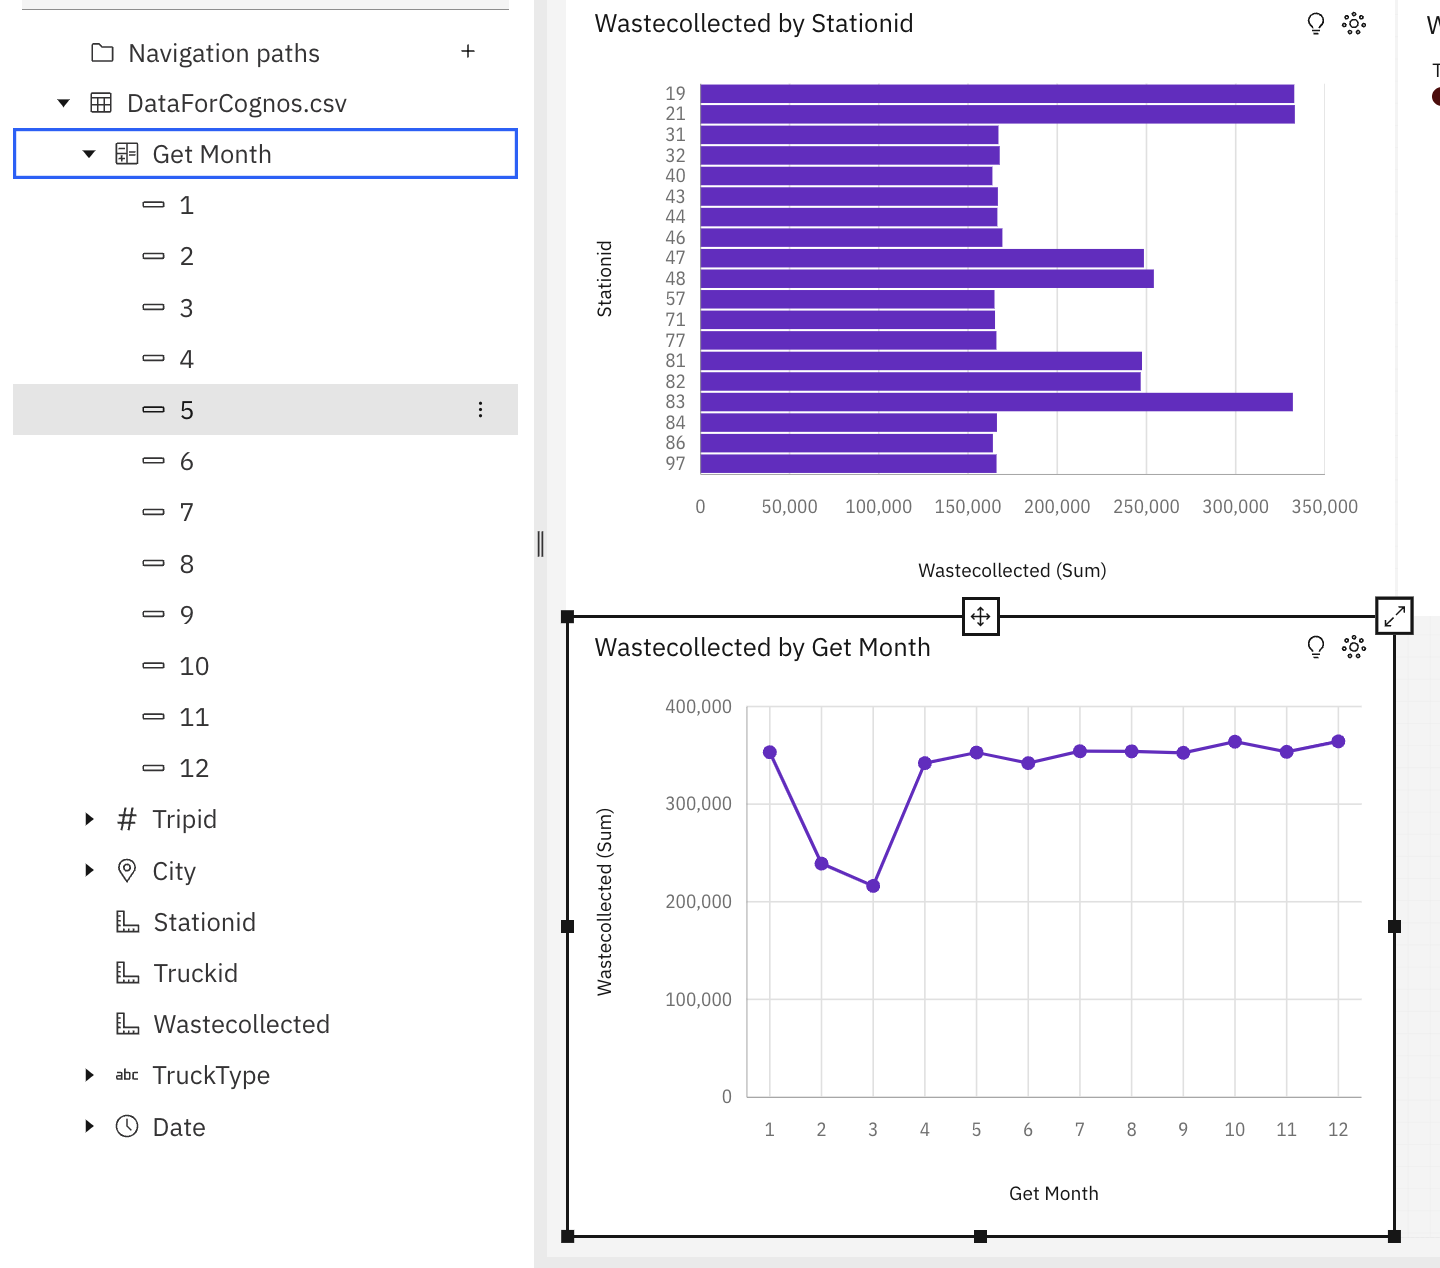 Navigation paths
DataForCognos.csv
Get Month
1
2
3
4
5
6
7
8
9
10
11
12
Tripid
City
Stationid
Truckid
Wastecollected
abc TruckType
Date
Wastecollected by Stationid
Stationid
19
21
31
32
40
43
44
46
47
48
57
71
77
81
82
83
84
86
97
0 50,000 100,000 150,000 200,000 250,000 300,000 350,000
Wastecollected (Sum)
Wastecollected by Get Month
Wastecollected (Sum)
400,000
300,000
200,000
100,000
0
1 2 3 4 5 6 7 8 9 10 11 12
Get Month